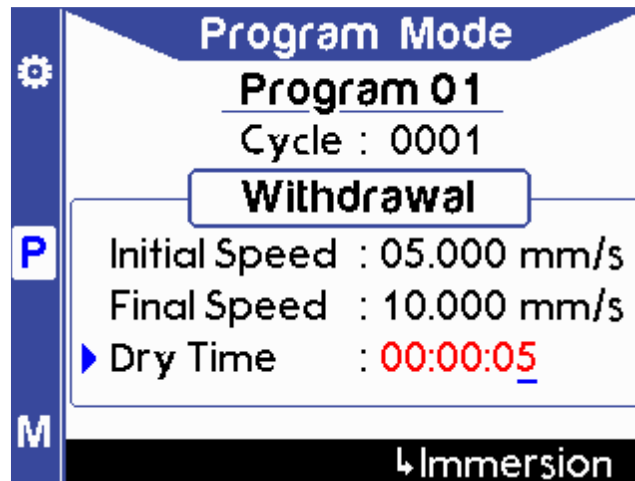 Program Mode
Program 01
Cycle : 0001
Withdrawal
P
Initial Speed : 05.000 mm/s
Final Speed : 10.000 mm/s
Dry Time : 00:00:05
M
↳Immersion